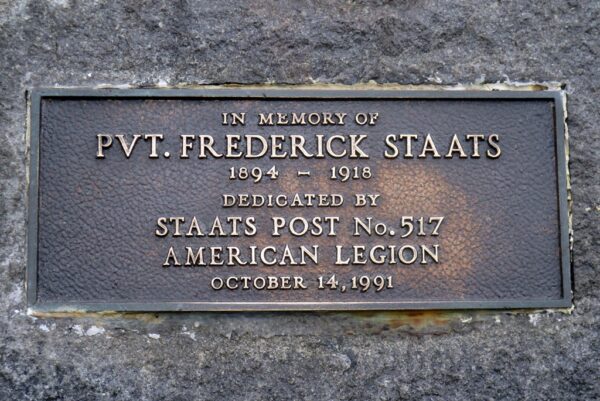 IN MEMORY OF
PVT. FREDERICK STAATS
1894 – 1918
DEDICATED BY
STAATS POST No. 517
AMERICAN LEGION
OCTOBER 14, 1991